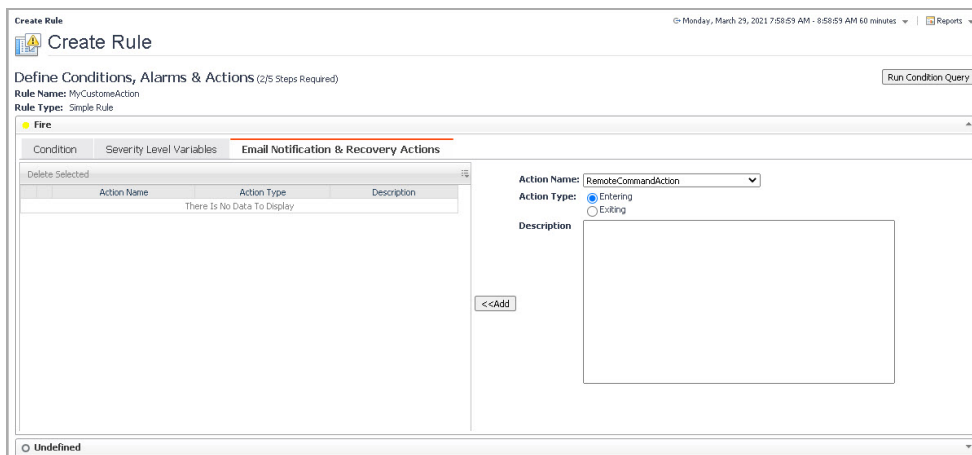 Create Rule
Monday, March 29, 2021 7:58:59 AM - 8:58:59 AM 60 minutes
Reports
Create Rule
Define Conditions, Alarms & Actions (2/5 Steps Required)
Run Condition Query
Rule Name: MyCustomeAction
Rule Type: Simple Rule
Fire
Condition
Severity Level Variables
Email Notification & Recovery Actions
Delete Selected
Action Name
Action Type
Description
There Is No Data To Display
Action Name: RemoteCommandAction
Action Type: Entering
Exiting
Description
<<Add
Undefined